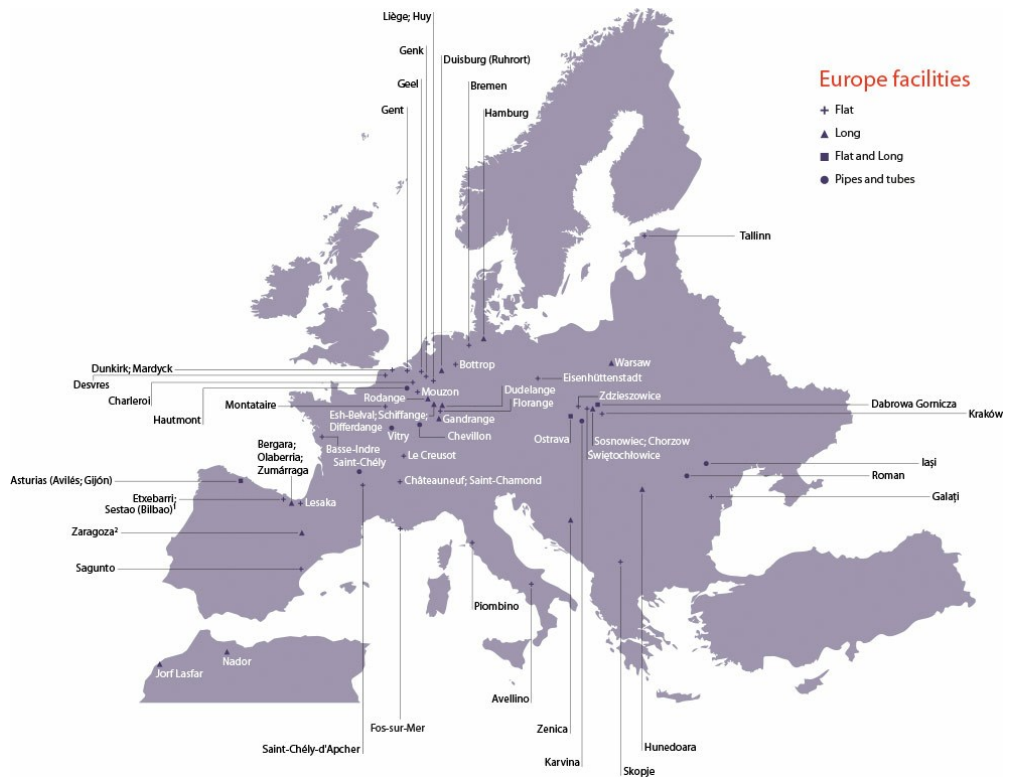 Liège; Huy
Genk
Duisburg (Ruhrort)
Geel
Bremen
Gent
Hamburg
Europe facilities
Flat
Long
Flat and Long
Pipes and tubes
Tallinn
Dunkirk; Mardyck
Bottrop
Warsaw
Desvres
Eisenhüttenstadt
Charleroi
Mouzon
Dudelange
Zdzieszowice
Rodange
Florange
Dabrowa Gornicza
Montataire
Hautmont
Esh-Belval; Schiffange;
Differdange
Gandrange
Kraków
Vitry
Chevillon
Ostrava
Sosnowiec; Chorzow
Świętochłowice
Bergara;
Olaberria;
Zumárraga
Basse-Indre
Saint-Chély
Le Creusot
Iași
Asturias (Avilés; Gijón)
Châteauneuf; Saint-Chamond
Roman
Etxebarri;
Sestao (Bilbao)1
Lesaka
Galați
Zaragoza²
Sagunto
Piombino
Nador
Jorf Lasfar
Avellino
Fos-sur-Mer
Zenica
Saint-Chély-d'Apcher
Hunedoara
Karvina
Skopje